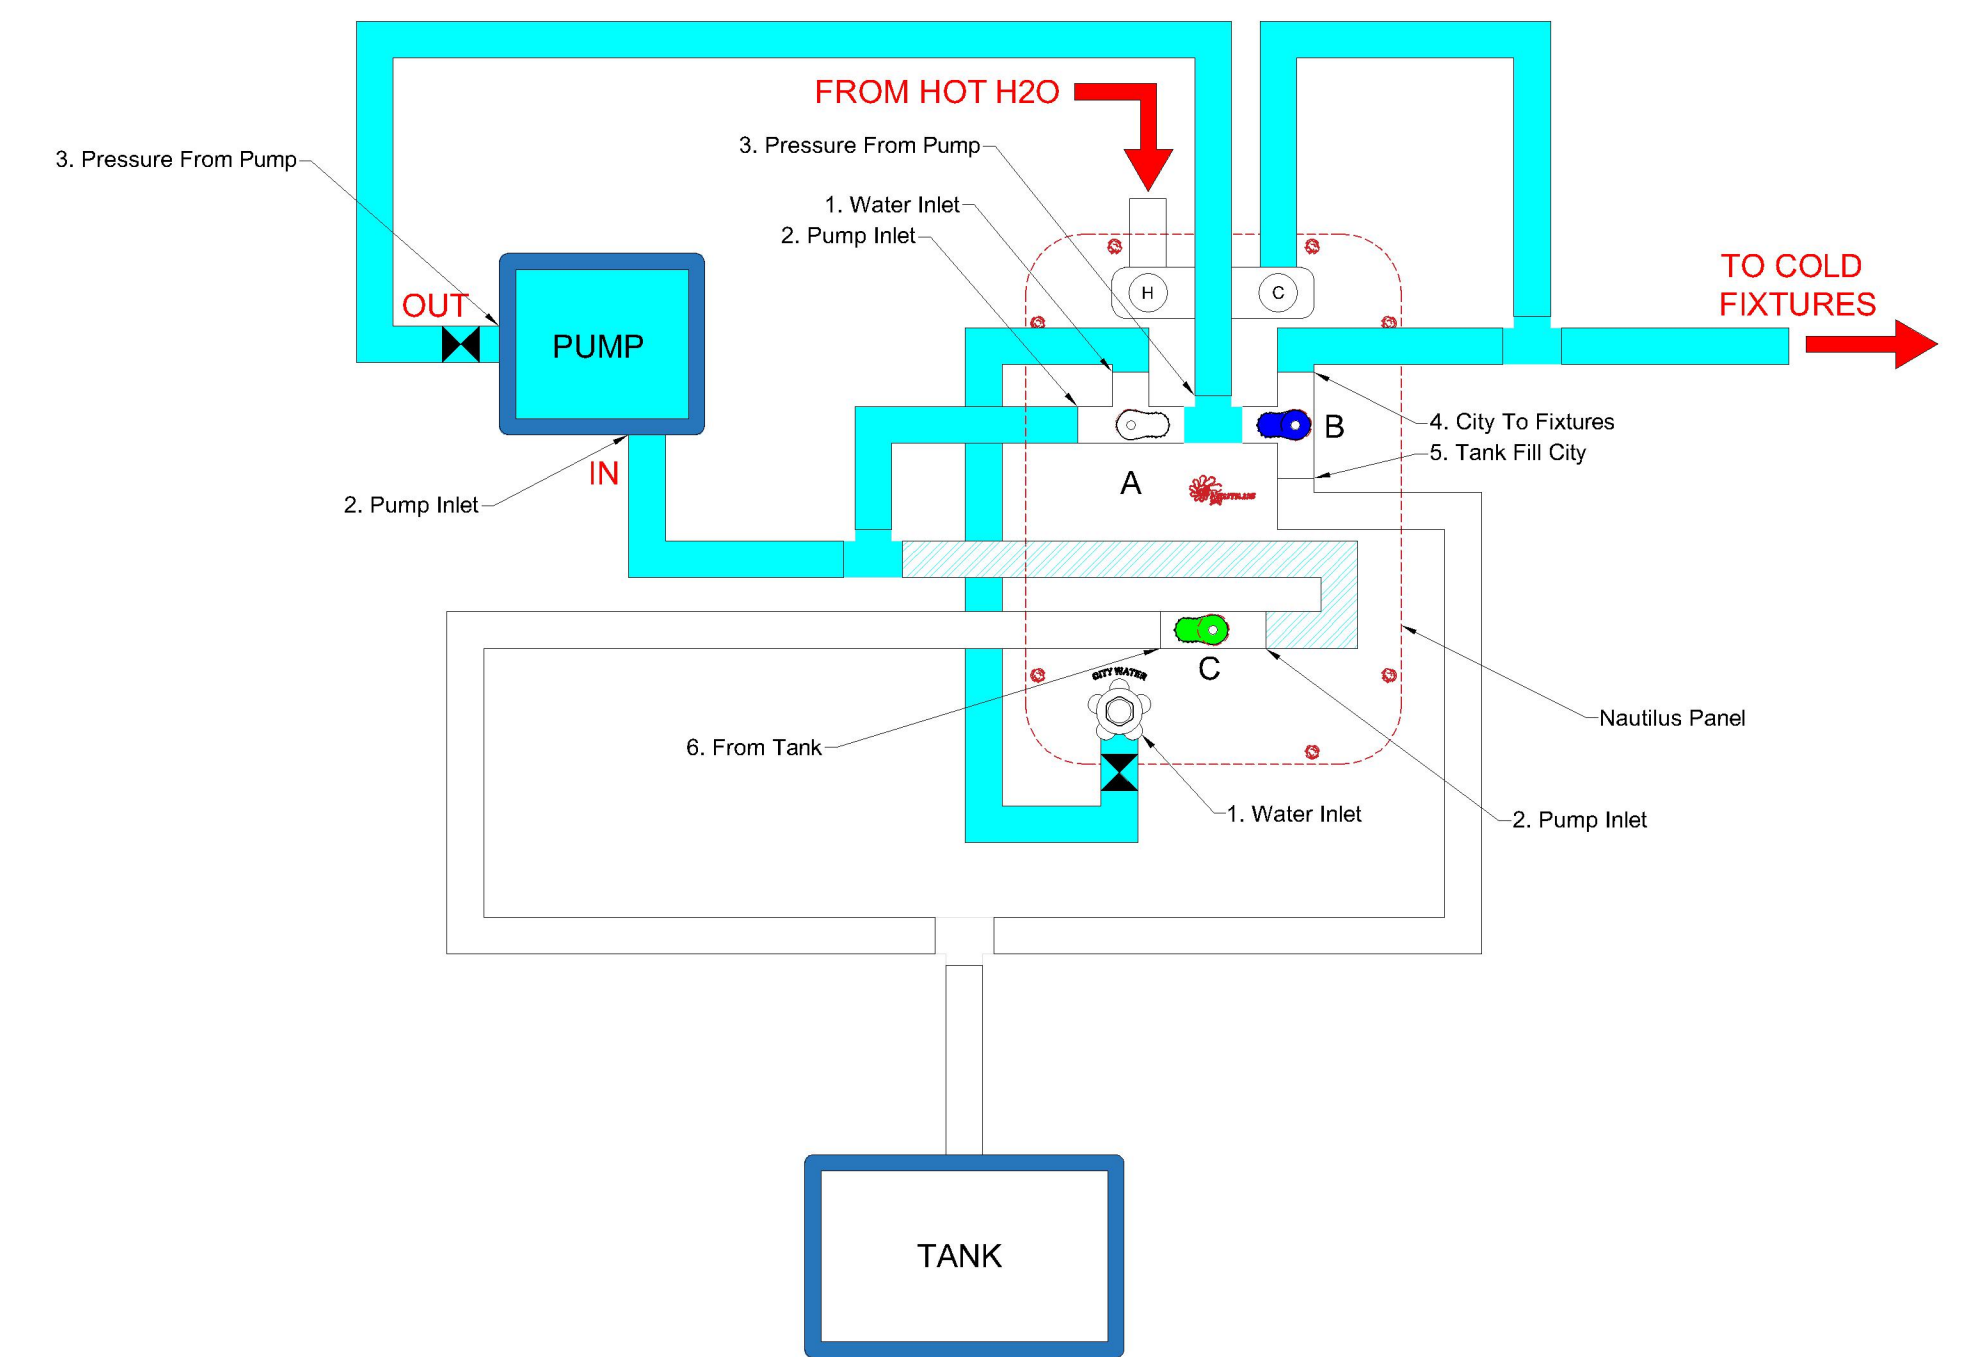 FROM HOT H2O
3. Pressure From Pump
3. Pressure From Pump
1. Water Inlet
2. Pump Inlet
TO COLD
FIXTURES
H
C
OUT
PUMP
B
4. City To Fixtures
5. Tank Fill City
IN
A
2. Pump Inlet
C
CITY WATER
Nautilus Panel
6. From Tank
1. Water Inlet
2. Pump Inlet
TANK